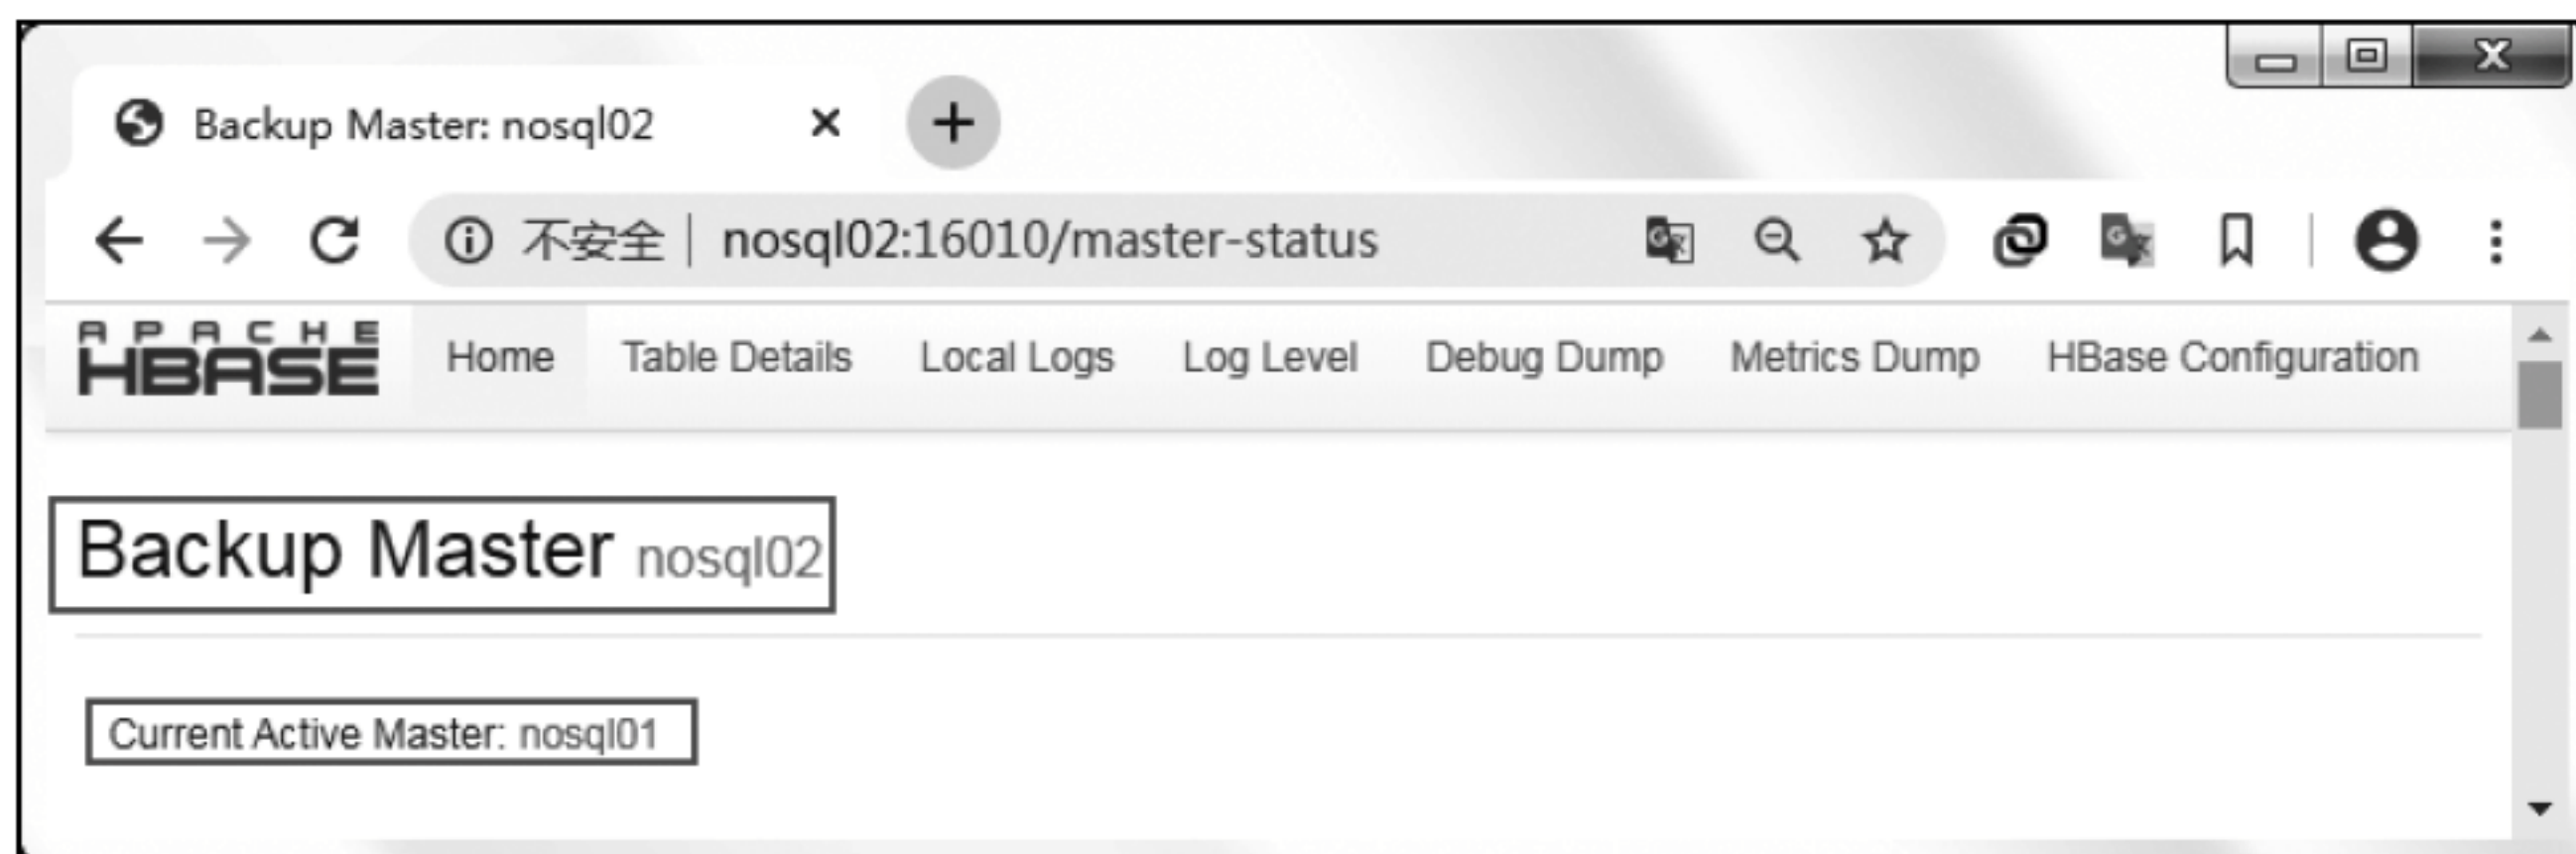 Backup Master: nosql02
不安全 nosql02:16010/master-status
APACHE
HBASE
Home Table Details Local Logs Log Level Debug Dump Metrics Dump HBase Configuration
Backup Master nosql02
Current Active Master: nosql01